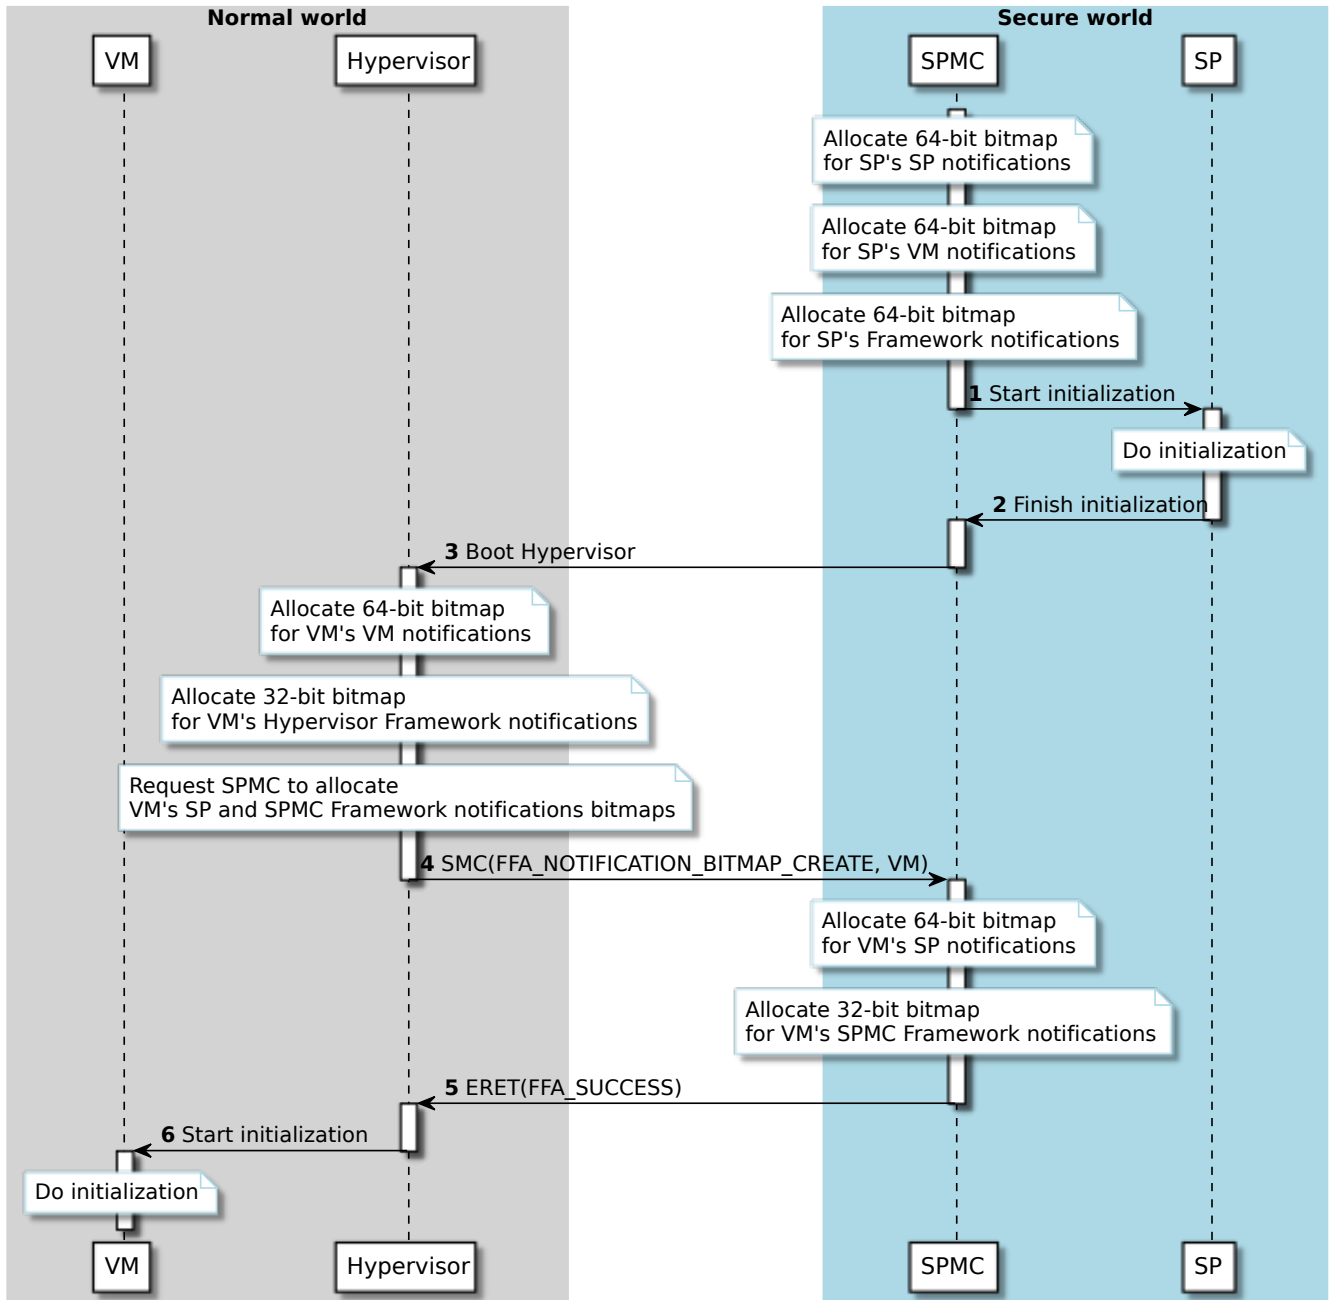 Normal world
Secure world
VM
Hypervisor
SPMC
SP
Allocate 64-bit bitmap
for SP's SP notifications
Allocate 64-bit bitmap
for SP's VM notifications
Allocate 64-bit bitmap
for SP's Framework notifications
1 Start initialization
Do initialization
2 Finish initialization
3 Boot Hypervisor
Allocate 64-bit bitmap
for VM's VM notifications
Allocate 32-bit bitmap
for VM's Hypervisor Framework notifications
Request SPMC to allocate
VM's SP and SPMC Framework notifications bitmaps
4 SMC(FFA_NOTIFICATION_BITMAP_CREATE, VM)
Allocate 64-bit bitmap
for VM's SP notifications
Allocate 32-bit bitmap
for VM's SPMC Framework notifications
5 ERET(FFA_SUCCESS)
6 Start initialization
Do initialization
VM
Hypervisor
SPMC
SP